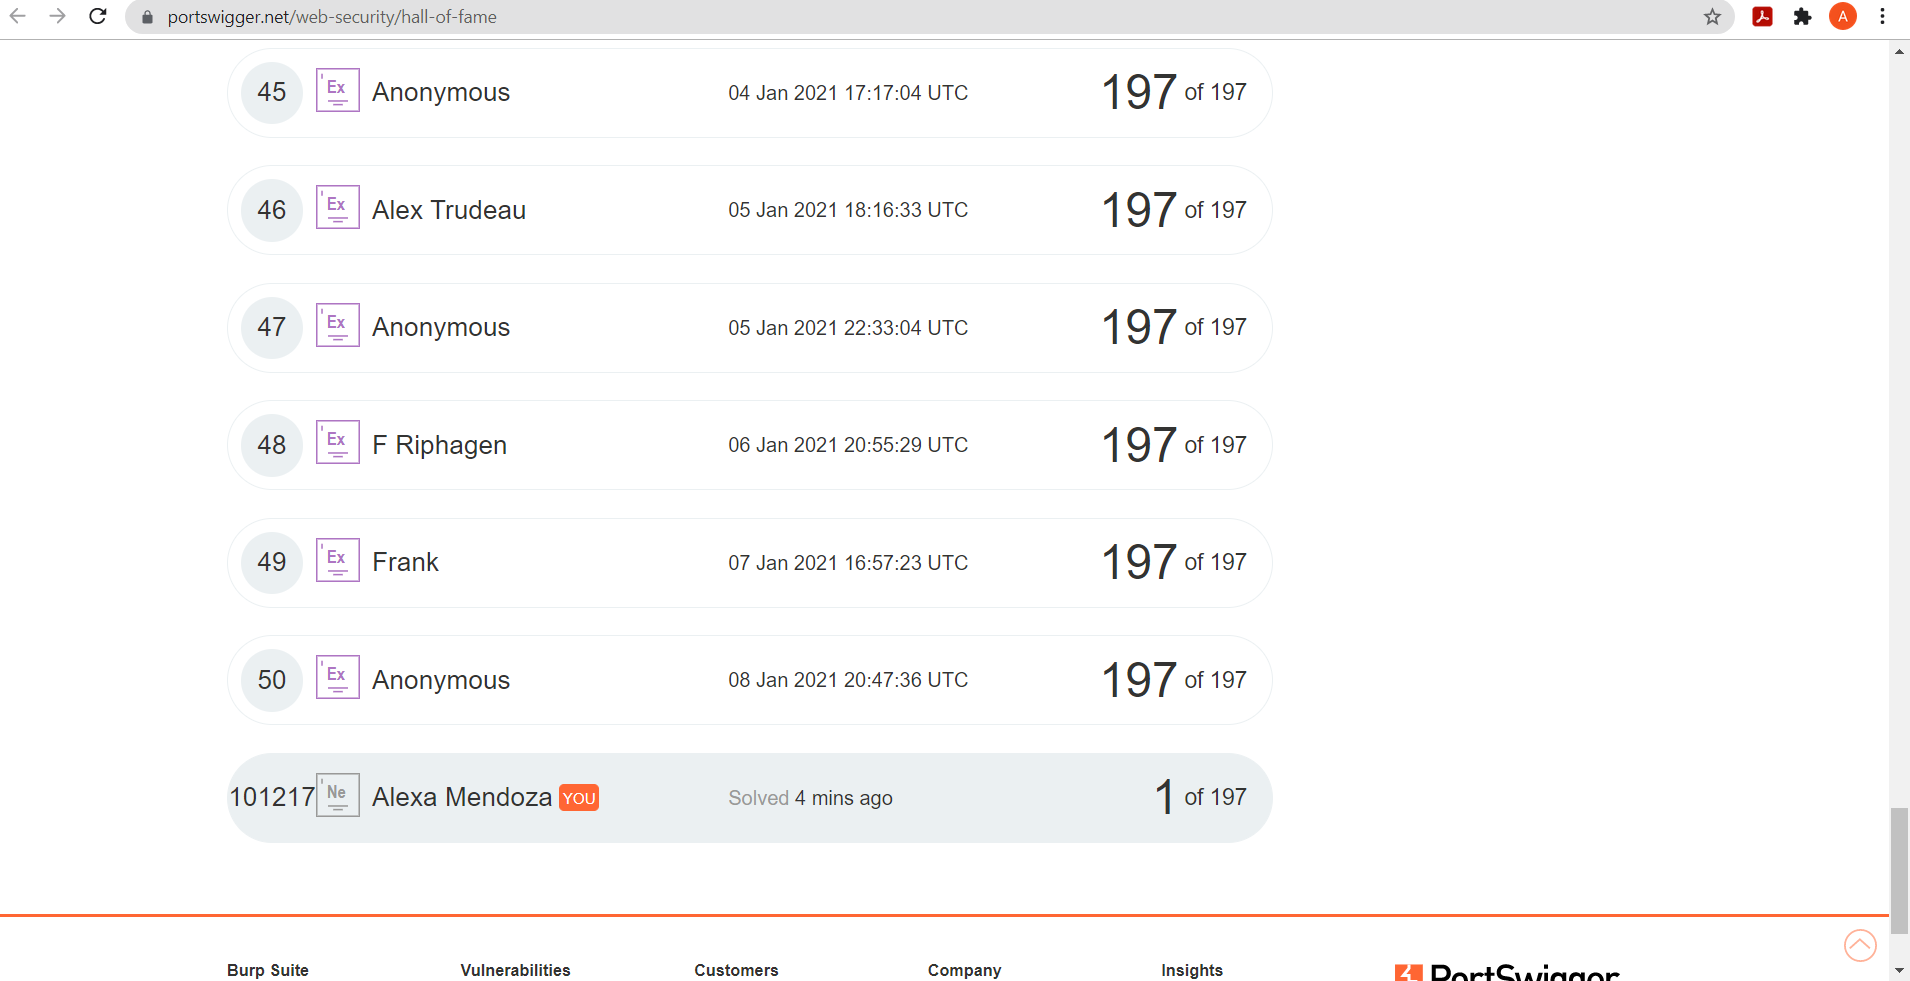 portswigger.net/web-security/hall-of-fame
A
45 Ex Anonymous 04 Jan 2021 17:17:04 UTC 197 of 197
46 Ex Alex Trudeau 05 Jan 2021 18:16:33 UTC 197 of 197
47 Ex Anonymous 05 Jan 2021 22:33:04 UTC 197 of 197
48 Ex F Riphagen 06 Jan 2021 20:55:29 UTC 197 of 197
49 Ex Frank 07 Jan 2021 16:57:23 UTC 197 of 197
50 Ex Anonymous 08 Jan 2021 20:47:36 UTC 197 of 197
101217 Ne Alexa Mendoza YOU Solved 4 mins ago 1 of 197
Burp Suite Vulnerabilities Customers Company Insights PortSwigger